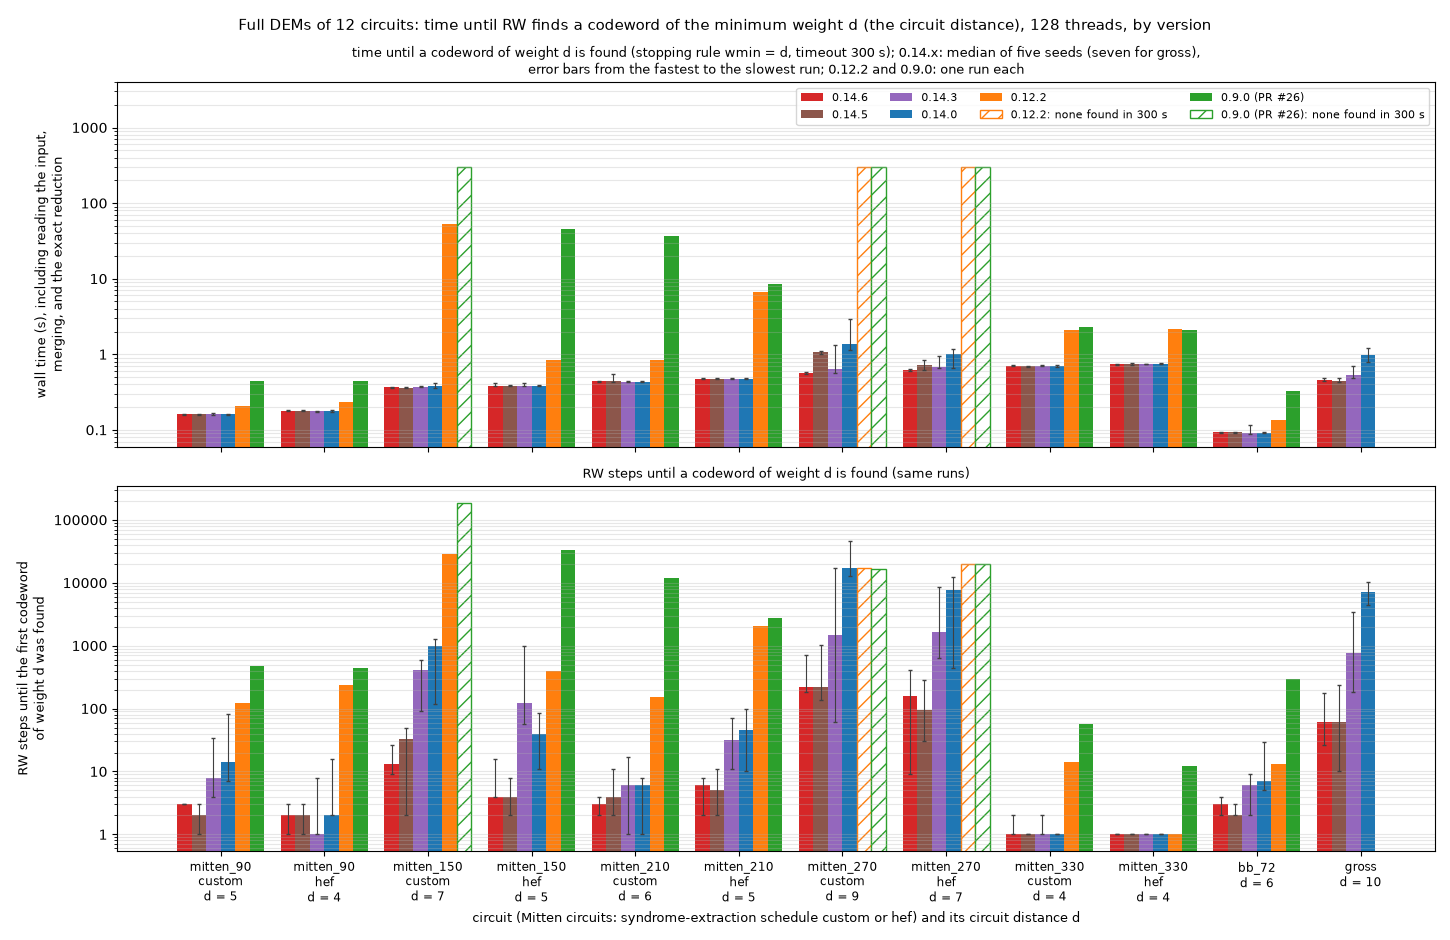 Full DEMs of 12 circuits: time until RW finds a codeword of the minimum weight d (the circuit distance), 128 threads, by version
time until a codeword of weight d is found (stopping rule wmin = d, timeout 300 s); 0.14.x: median of five seeds (seven for gross),
error bars from the fastest to the slowest run; 0.12.2 and 0.9.0: one run each
0.14.6
0.14.5
0.14.3
0.14.0
0.12.2
0.12.2: none found in 300 s
0.9.0 (PR #26)
0.9.0 (PR #26): none found in 300 s
wall time (s), including reading the input,
merging, and the exact reduction
1000
100
10
1
0.1
RW steps until a codeword of weight d is found (same runs)
RW steps until the first codeword
of weight d was found
100000
10000
1000
100
10
1
mitten_90
custom
d = 5
mitten_90
hef
d = 4
mitten_150
custom
d = 7
mitten_150
hef
d = 5
mitten_210
custom
d = 6
mitten_210
hef
d = 5
mitten_270
custom
d = 9
mitten_270
hef
d = 7
mitten_330
custom
d = 4
mitten_330
hef
d = 4
bb_72
d = 6
gross
d = 10
circuit (Mitten circuits: syndrome-extraction schedule custom or hef) and its circuit distance d